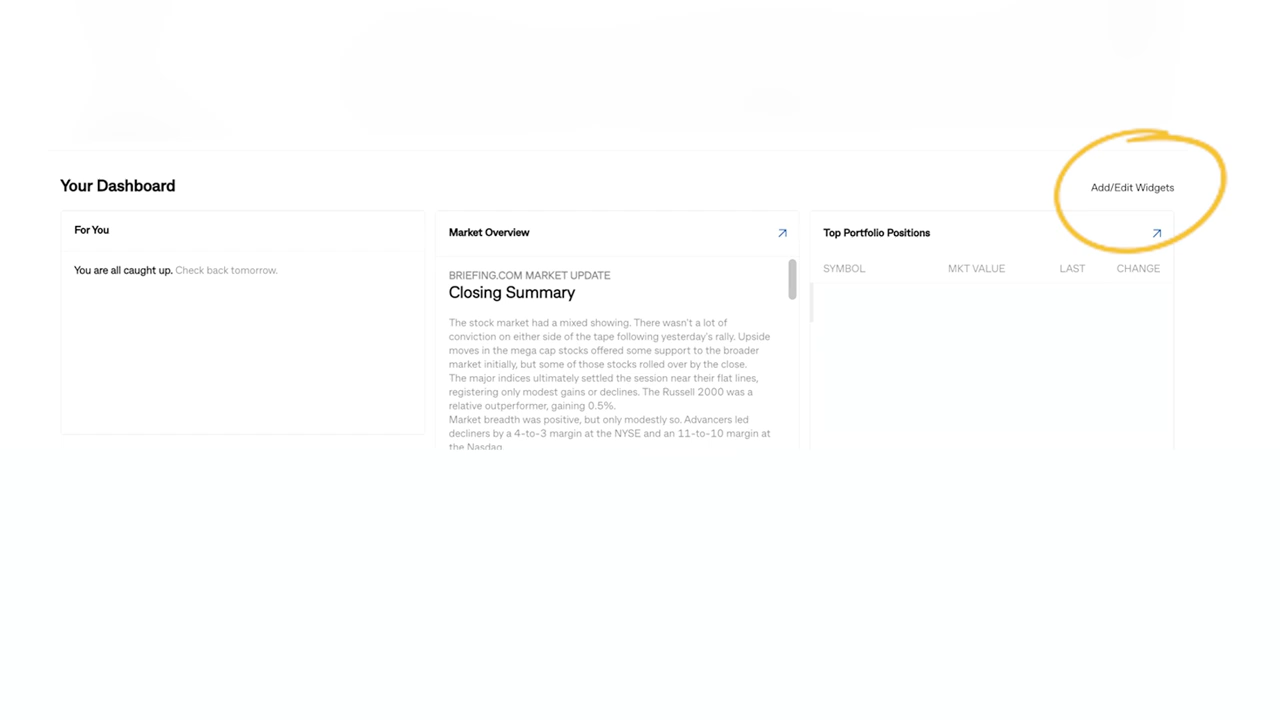 Your Dashboard
Add/Edit Widgets
For You
You are all caught up. Check back tomorrow.
Market Overview
BRIEFING.COM MARKET UPDATE
Closing Summary
The stock market had a mixed showing. There wasn't a lot of
conviction on either side of the tape following yesterday's rally. Upside
moves in the mega cap stocks offered some support to the broader
market initially, but some of those stocks rolled over by the close.
The major indices ultimately settled the session near their flat lines,
registering only modest gains or declines. The Russell 2000 was a
relative outperformer, gaining 0.5%.
Market breadth was positive, but only modestly so. Advancers led
decliners by a 4-to-3 margin at the NYSE and an 11-to-10 margin at
the Nasdaq
Top Portfolio Positions
SYMBOL MKT VALUE LAST CHANGE